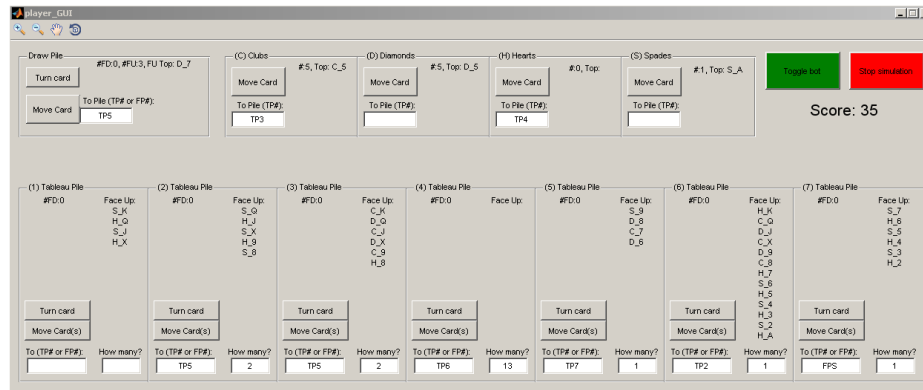 player_GUI
Draw Pile
#FD:0, #FU:3, FU Top: D_7
Turn card
Move Card
To Pile (TP# or FP#):
TP5
(C) Clubs
#:5, Top: C_5
Move Card
To Pile (TP#):
TP3
(D) Diamonds
#:5, Top: D_5
Move Card
To Pile (TP#):
(H) Hearts
#:0, Top:
Move Card
To Pile (TP#):
TP4
(S) Spades
#:1, Top: S_A
Move Card
To Pile (TP#):
Toggle bot
Stop simulation
Score: 35
(1) Tableau Pile
#FD:0
Face Up:
S_K
H_Q
S_J
H_X
Turn card
Move Card(s)
To (TP# or FP#):
How many?
(2) Tableau Pile
#FD:0
Face Up:
S_Q
H_J
S_X
H_9
S_8
Turn card
Move Card(s)
To (TP# or FP#):
How many?
TP5
2
(3) Tableau Pile
#FD:0
Face Up:
C_K
D_Q
C_J
D_X
C_9
H_8
Turn card
Move Card(s)
To (TP# or FP#):
How many?
TP5
2
(4) Tableau Pile
#FD:0
Face Up:
Turn card
Move Card(s)
To (TP# or FP#):
How many?
TP6
13
(5) Tableau Pile
#FD:0
Face Up:
S_9
D_8
C_7
D_6
Turn card
Move Card(s)
To (TP# or FP#):
How many?
TP7
1
(6) Tableau Pile
#FD:0
Face Up:
H_K
C_Q
D_J
C_X
D_9
C_8
H_7
S_6
H_5
S_4
H_3
S_2
H_A
Turn card
Move Card(s)
To (TP# or FP#):
How many?
TP2
1
(7) Tableau Pile
#FD:0
Face Up:
S_7
H_6
S_5
H_4
S_3
H_2
Turn card
Move Card(s)
To (TP# or FP#):
How many?
FPS
1